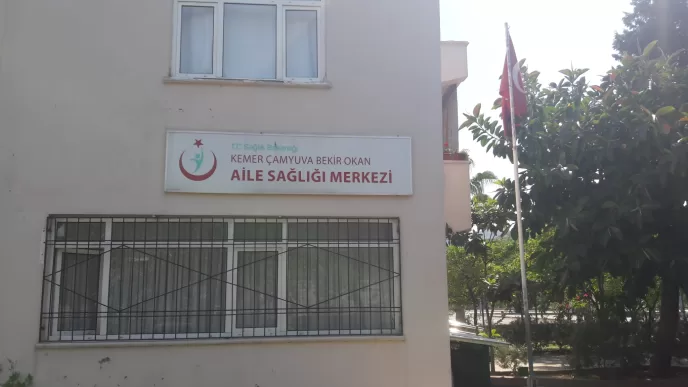 T.C. Sağlık Bakanlığı
KEMER ÇAMYUVA BEKİR OKAN
AİLE SAĞLIĞI MERKEZİ